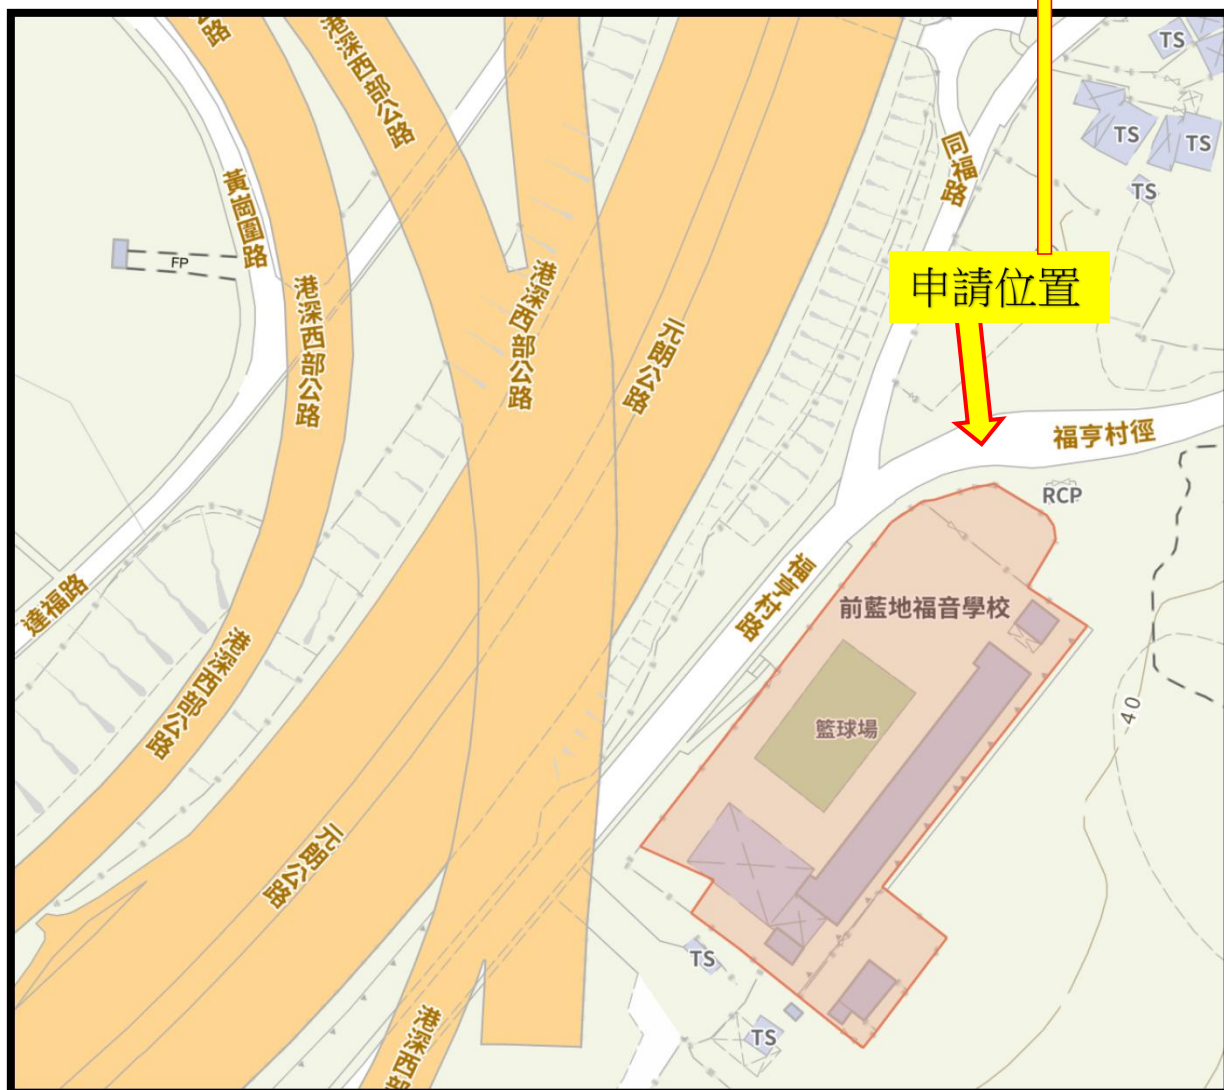 路
港深西部公路
TS
同福路
TS
TS
TS
黃崗圍路
FP
申請位置
港深西部公路
港深西部公路
元朗公路
福亨村徑
RCP
福亨村路
前藍地福音學校
達福路
港深西部公路
籃球場
40
元朗公路
TS
TS
港深西部